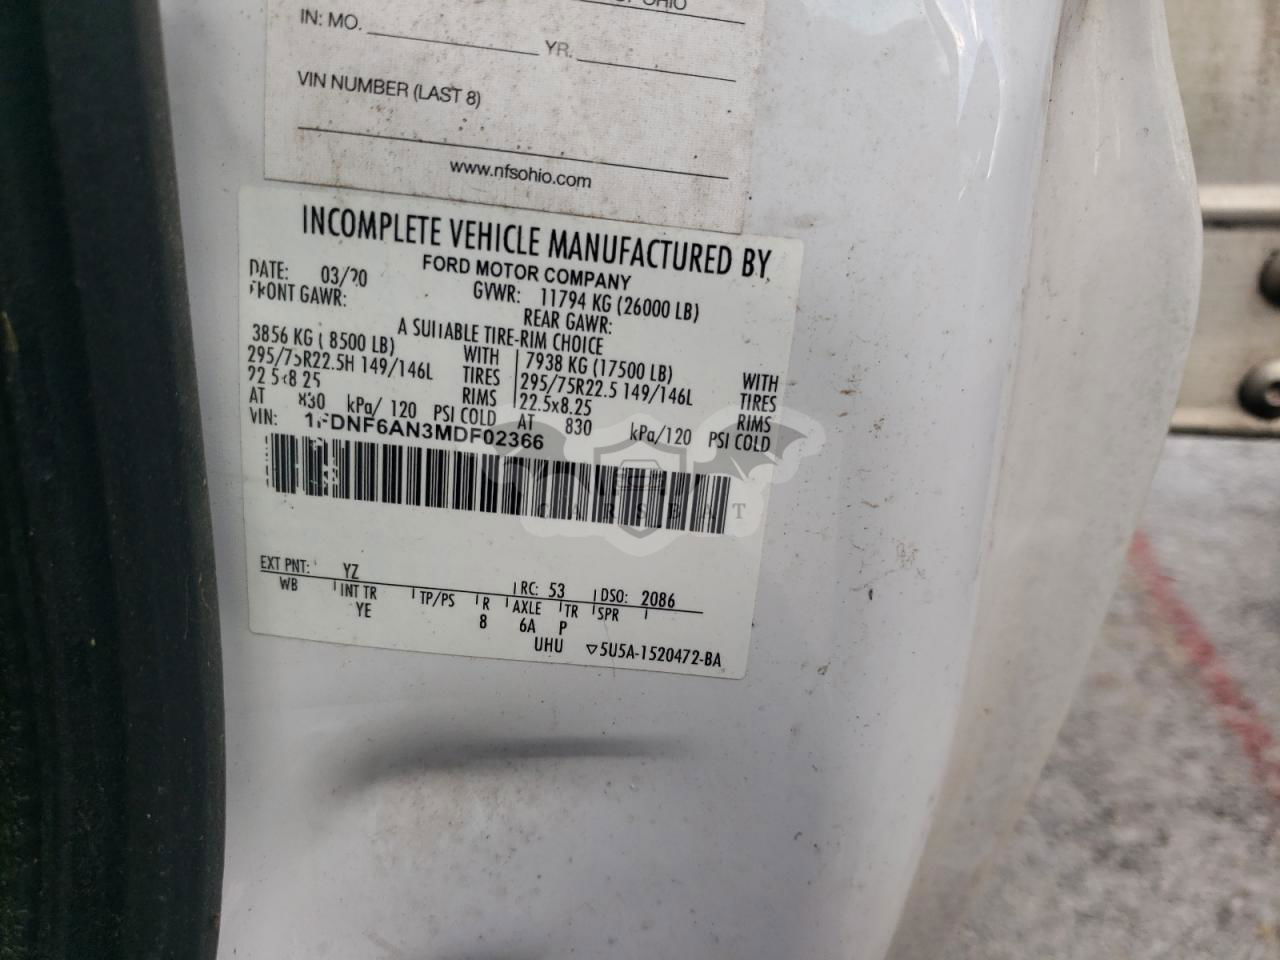 OHIO
IN: MO. YR.
VIN NUMBER (LAST 8)
www.nfsohio.com
INCOMPLETE VEHICLE MANUFACTURED BY
FORD MOTOR COMPANY
DATE: 03/20 GVWR: 11794 KG (26000 LB)
FRONT GAWR: REAR GAWR:
A SUITABLE TIRE-RIM CHOICE
3856 KG ( 8500 LB) WITH 7938 KG (17500 LB) WITH
295/75R22.5H 149/146L TIRES 295/75R22.5 149/146L TIRES
22.5x8.25 RIMS 22.5x8.25 RIMS
AT 830 kPa/ 120 PSI COLD AT 830 kPa/120 PSI COLD
VIN: 1FDNF6AN3MDF02366
CARSBAT
EXT PNT: YZ RC: 53 DSO: 2086
WB INT TR TP/PS R AXLE TR SPR
YE 8 6A P
UHU ▽5U5A-1520472-BA